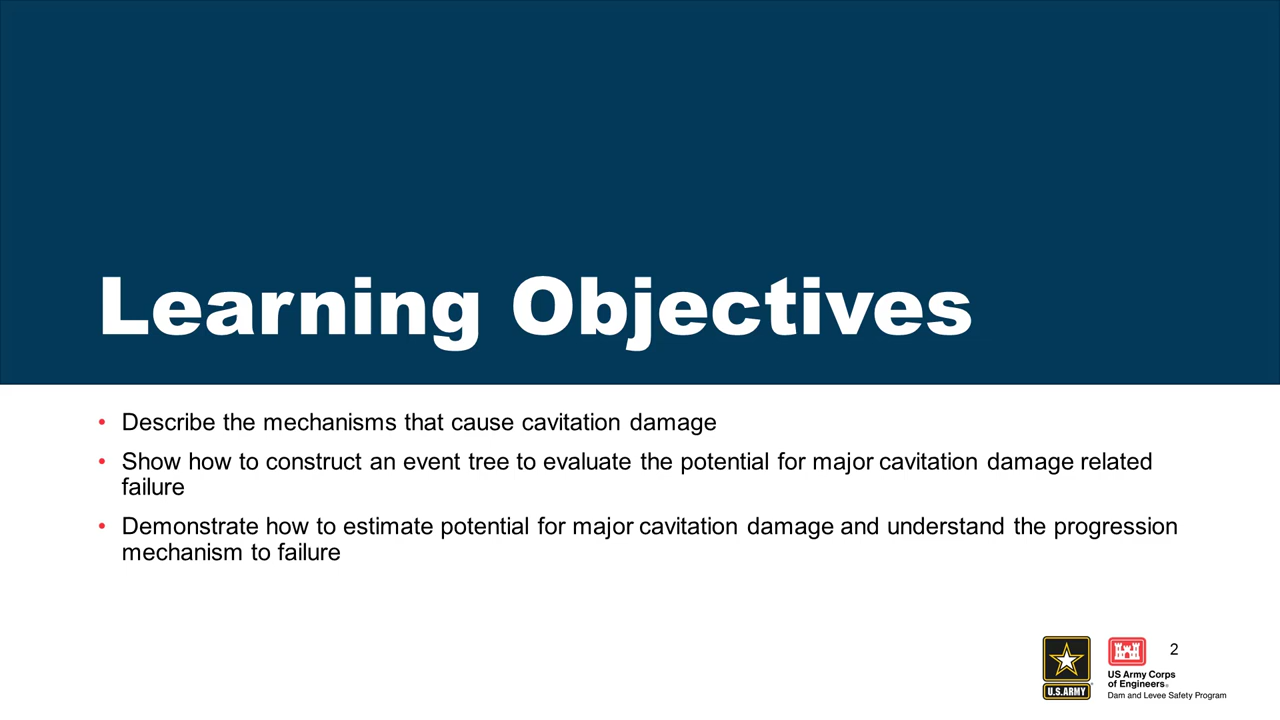 Learning Objectives
• Describe the mechanisms that cause cavitation damage
• Show how to construct an event tree to evaluate the potential for major cavitation damage related
failure
• Demonstrate how to estimate potential for major cavitation damage and understand the progression
mechanism to failure
2
U.S.ARMY
US Army Corps
of Engineers®
Dam and Levee Safety Program